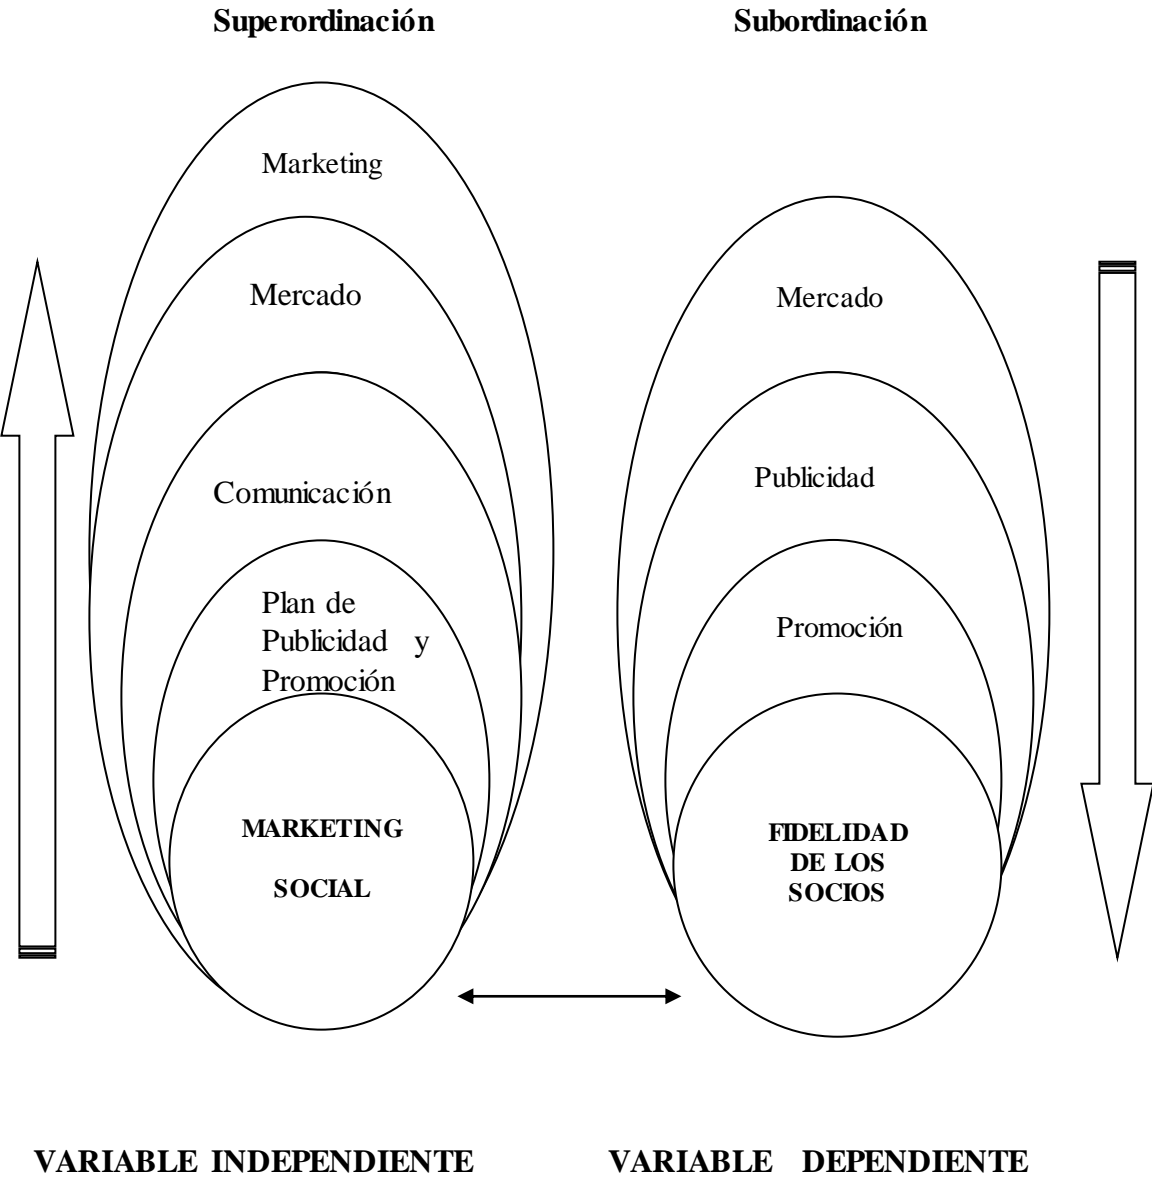 Superordinación
Subordinación
Marketing
Mercado
Comunicación
Plan de
Publicidad y
Promoción
MARKETING
SOCIAL
Mercado
Publicidad
Promoción
FIDELIDAD
DE LOS
SOCIOS
VARIABLE INDEPENDIENTE
VARIABLE DEPENDIENTE